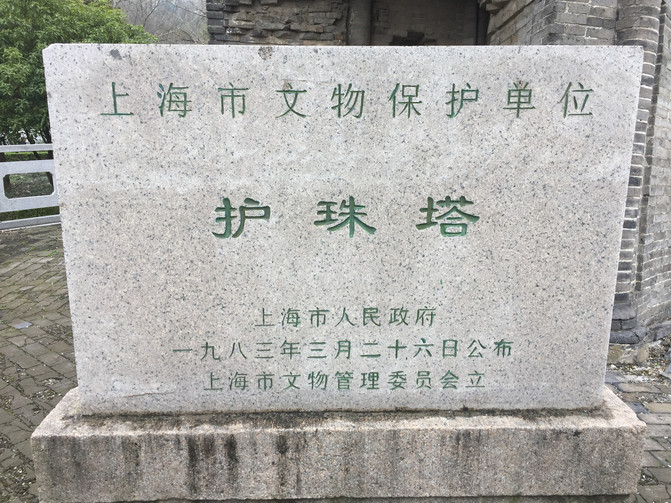 上海市文物保护单位
护珠塔
上海市人民政府
一九八三年三月二十六日公布
上海市文物管理委员会立